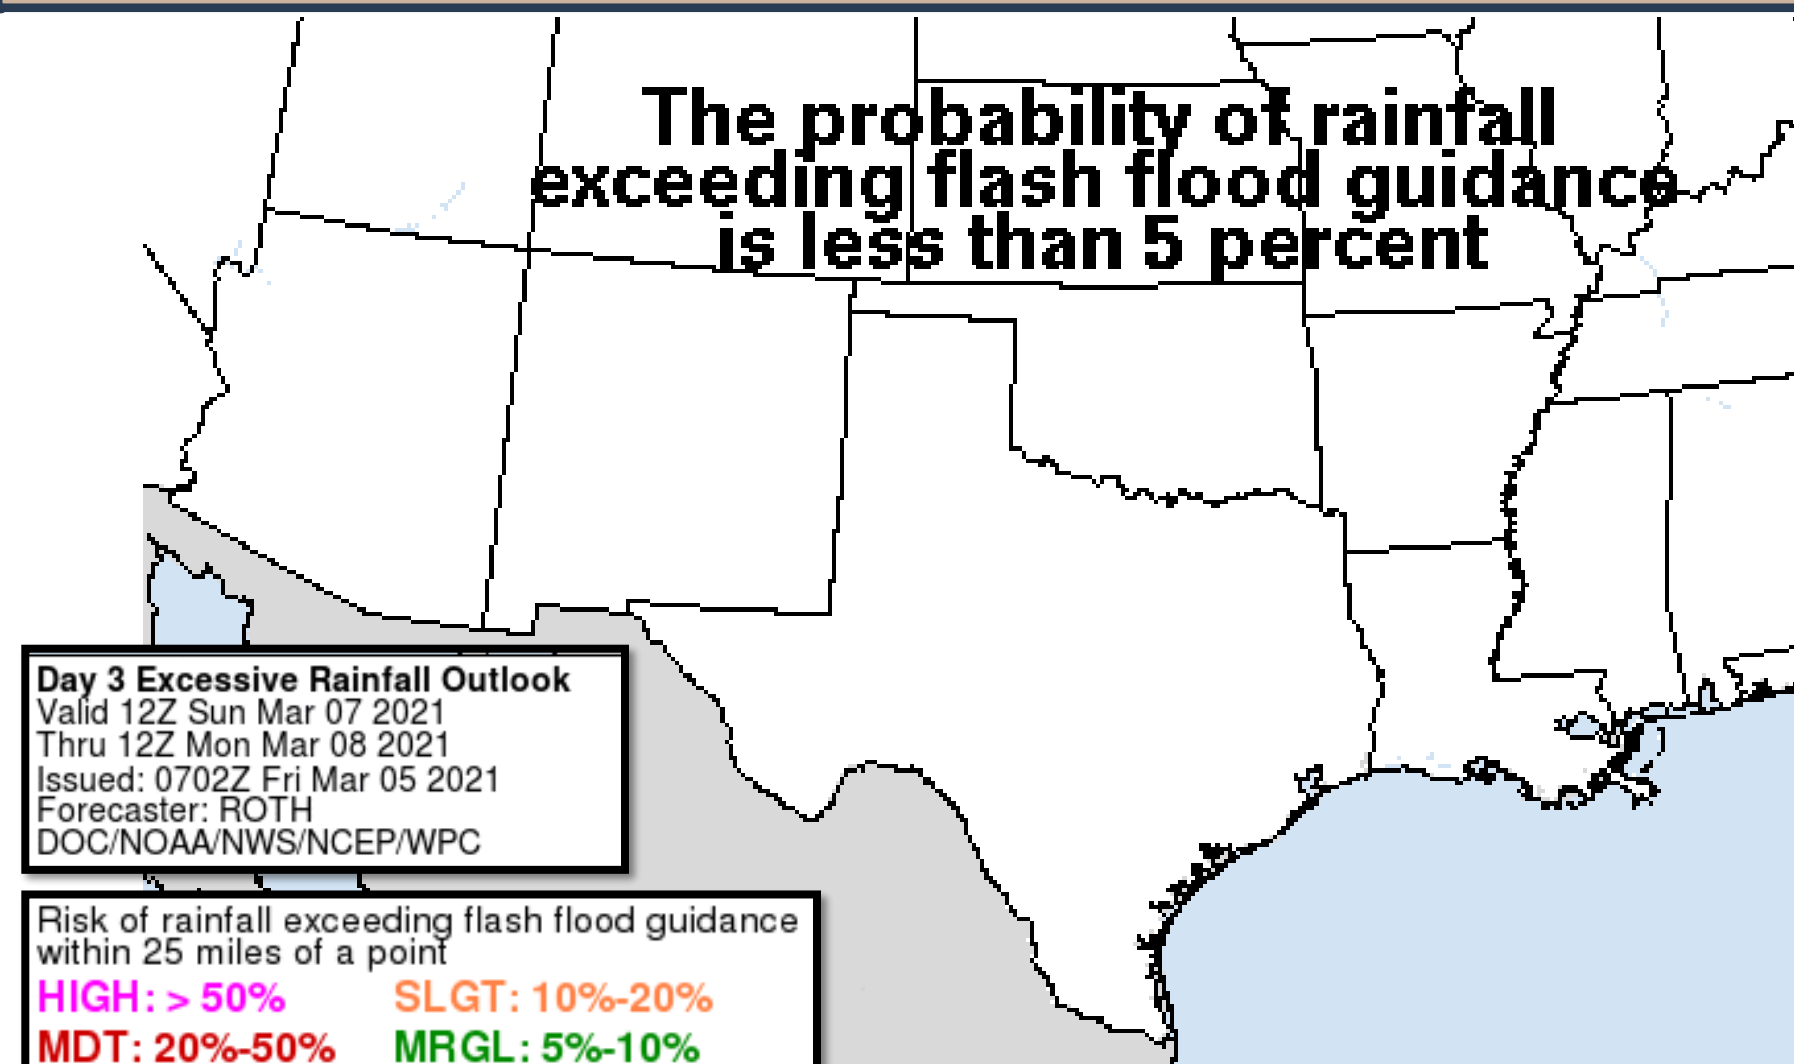 The probability of rainfall
exceeding flash flood guidance
is less than 5 percent
Day 3 Excessive Rainfall Outlook
Valid 12Z Sun Mar 07 2021
Thru 12Z Mon Mar 08 2021
Issued: 0702Z Fri Mar 05 2021
Forecaster: ROTH
DOC/NOAA/NWS/NCEP/WPC
Risk of rainfall exceeding flash flood guidance
within 25 miles of a point
HIGH: > 50% SLGT: 10%-20%
MDT: 20%-50% MRGL: 5%-10%